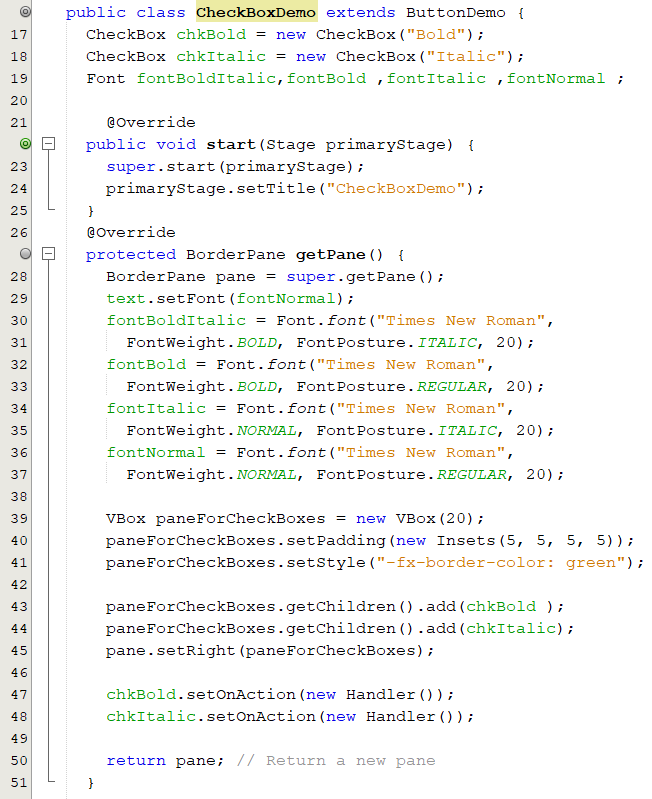 public class CheckBoxDemo extends ButtonDemo {
17 CheckBox chkBold = new CheckBox("Bold");
18 CheckBox chkItalic = new CheckBox("Italic");
19 Font fontBoldItalic,fontBold ,fontItalic ,fontNormal ;
20
21 @Override
public void start(Stage primaryStage) {
23 super.start(primaryStage);
24 primaryStage.setTitle("CheckBoxDemo");
25 }
26 @Override
protected BorderPane getPane() {
28 BorderPane pane = super.getPane();
29 text.setFont(fontNormal);
30 fontBoldItalic = Font.font("Times New Roman",
31 FontWeight.BOLD, FontPosture.ITALIC, 20);
32 fontBold = Font.font("Times New Roman",
33 FontWeight.BOLD, FontPosture.REGULAR, 20);
34 fontItalic = Font.font("Times New Roman",
35 FontWeight.NORMAL, FontPosture.ITALIC, 20);
36 fontNormal = Font.font("Times New Roman",
37 FontWeight.NORMAL, FontPosture.REGULAR, 20);
38
39 VBox paneForCheckBoxes = new VBox(20);
40 paneForCheckBoxes.setPadding(new Insets(5, 5, 5, 5));
41 paneForCheckBoxes.setStyle("-fx-border-color: green");
42
43 paneForCheckBoxes.getChildren().add(chkBold );
44 paneForCheckBoxes.getChildren().add(chkItalic);
45 pane.setRight(paneForCheckBoxes);
46
47 chkBold.setOnAction(new Handler());
48 chkItalic.setOnAction(new Handler());
49
50 return pane; // Return a new pane
51 }